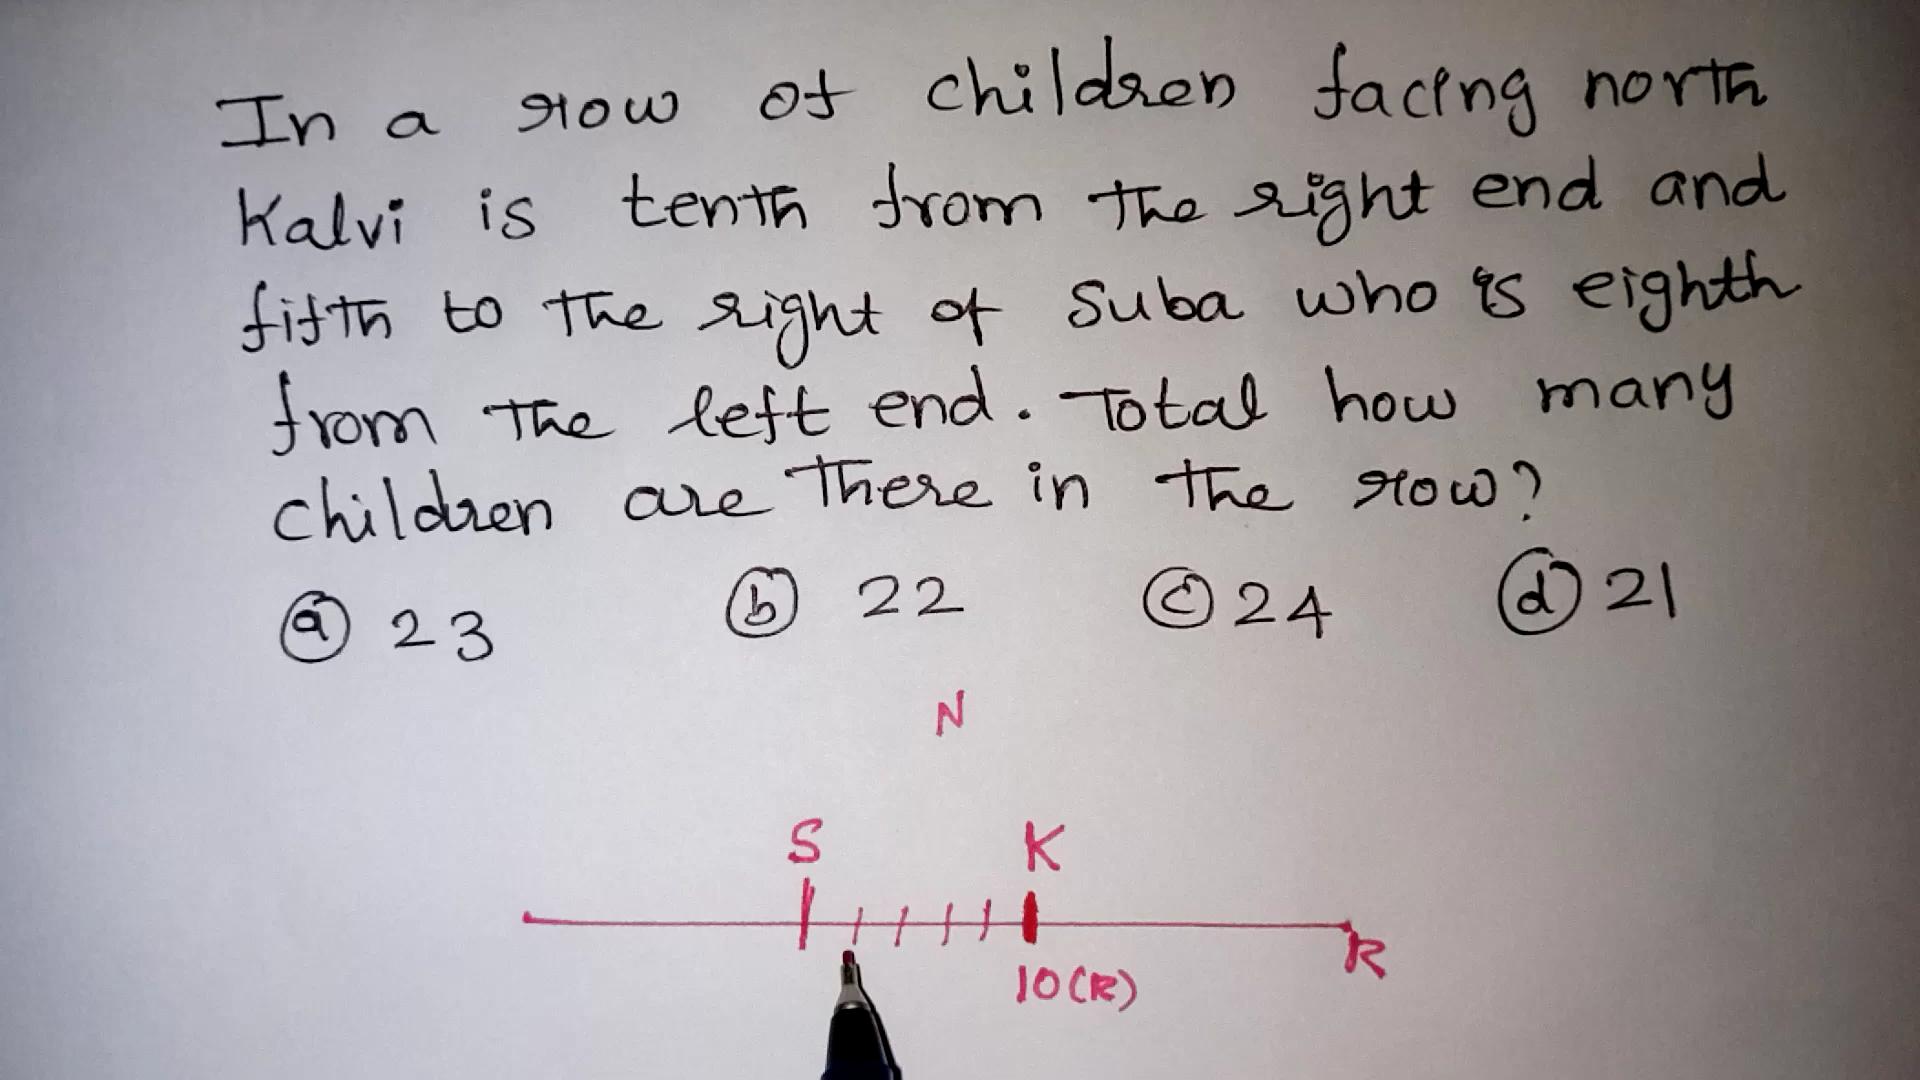 In a row of children facing north
Kalvi is tenth from the right end and
fifth to the right of Suba who is eighth
from the left end. Total how many
children are there in the row?
(a) 23 (b) 22 (c) 24 (d) 21
N
S K
R
10(R)